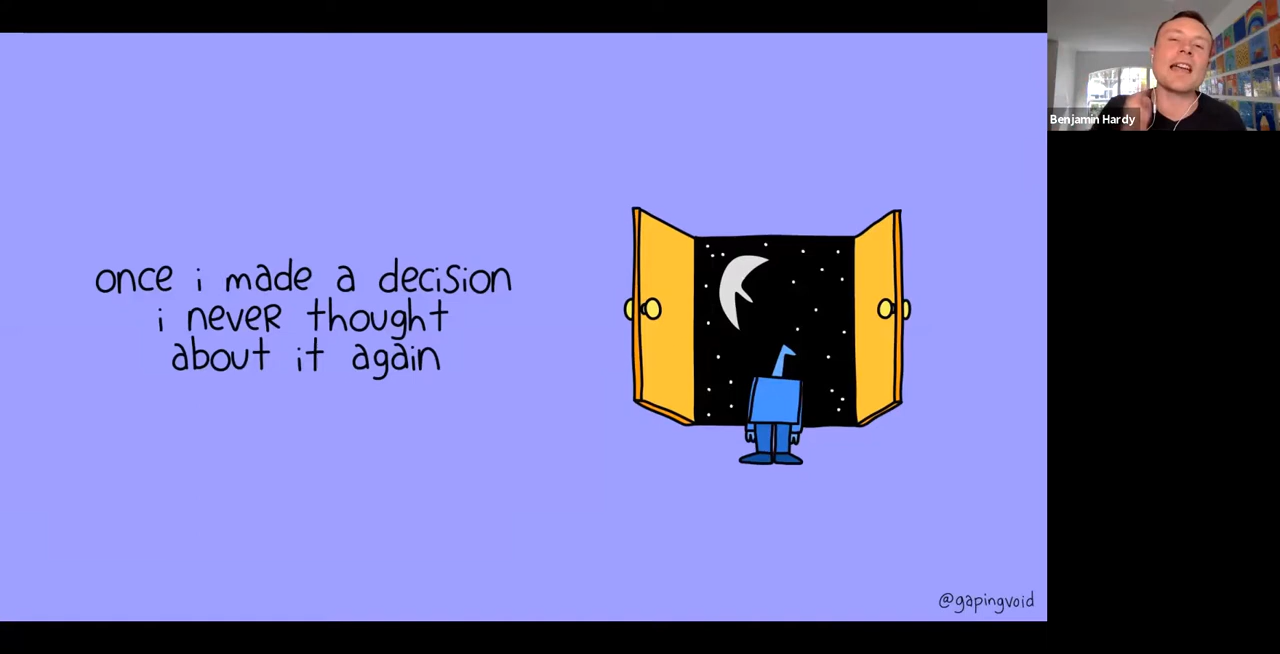 once i made a decision
i never thought
about it again
@gapingvoid
Benjamin Hardy